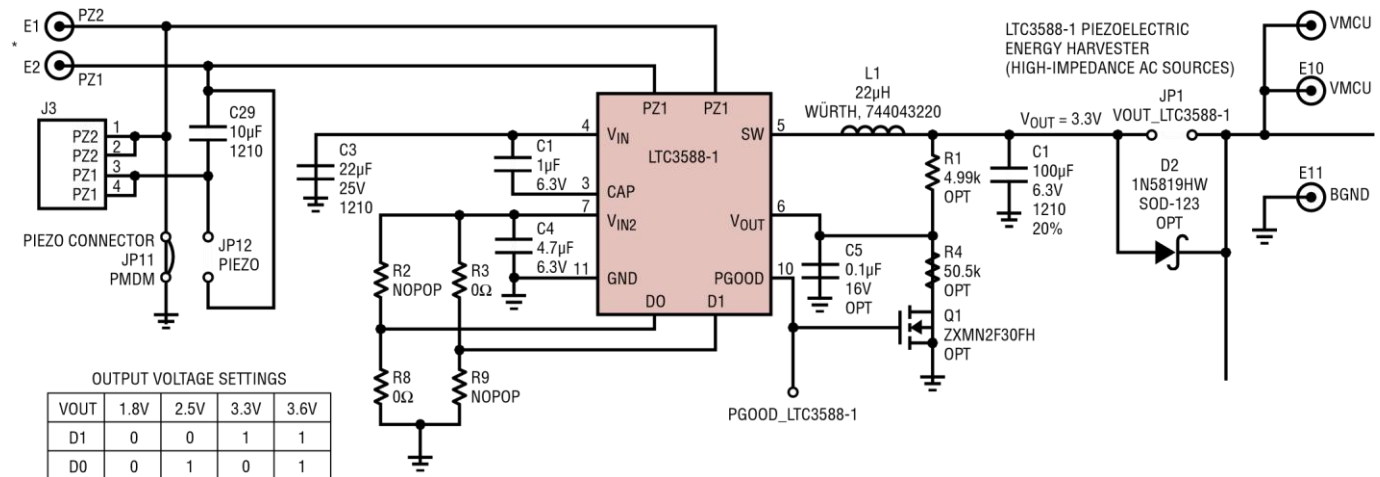 E1
PZ2
*
E2
PZ1
J3
PZ2
PZ2
PZ1
PZ1
1
2
3
4
C29
10µF
1210
PIEZO CONNECTOR
JP11
PMDM
JP12
PIEZO
C3
22µF
25V
1210
C1
1µF
6.3V
C4
4.7µF
6.3V
R2
NOPOP
R3
0Ω
R8
0Ω
R9
NOPOP
PZ1
PZ1
LTC3588-1
4
VIN
3
CAP
7
VIN2
11
GND
D0
D1
5
SW
6
VOUT
10
PGOOD
L1
22µH
WÜRTH, 744043220
R1
4.99k
OPT
C1
100µF
6.3V
1210
20%
C5
0.1µF
16V
OPT
R4
50.5k
OPT
Q1
ZXMN2F30FH
OPT
PGOOD_LTC3588-1
LTC3588-1 PIEZOELECTRIC
ENERGY HARVESTER
(HIGH-IMPEDANCE AC SOURCES)
VOUT = 3.3V
JP1
VOUT_LTC3588-1
D2
1N5819HW
SOD-123
OPT
VMCU
E10
VMCU
E11
BGND
OUTPUT VOLTAGE SETTINGS
VOUT 1.8V 2.5V 3.3V 3.6V
D1 0 0 1 1
D0 0 1 0 1